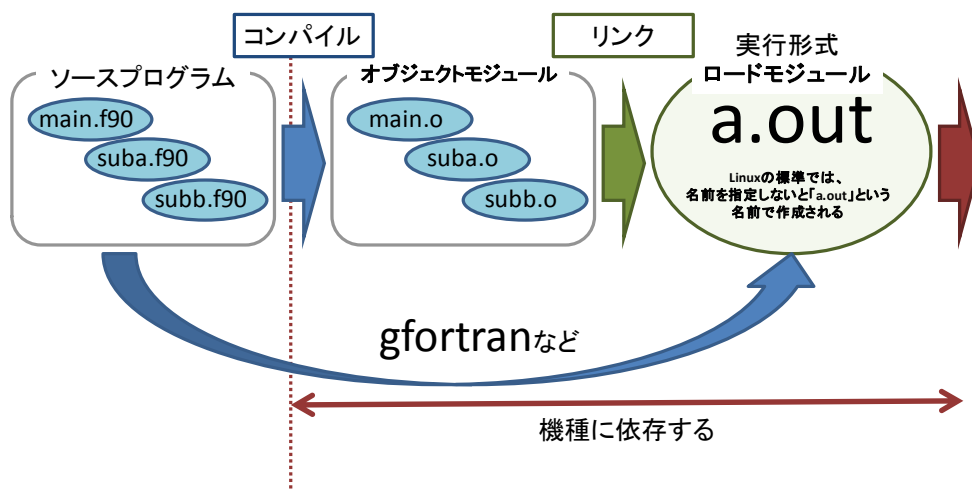 コンパイル
リンク
ソースプログラム
main.f90
suba.f90
subb.f90
オブジェクトモジュール
main.o
suba.o
subb.o
実行形式
ロードモジュール
a.out
Linuxの標準では、
名前を指定しないと「a.out」という
名前で作成される
gfortranなど
機種に依存する